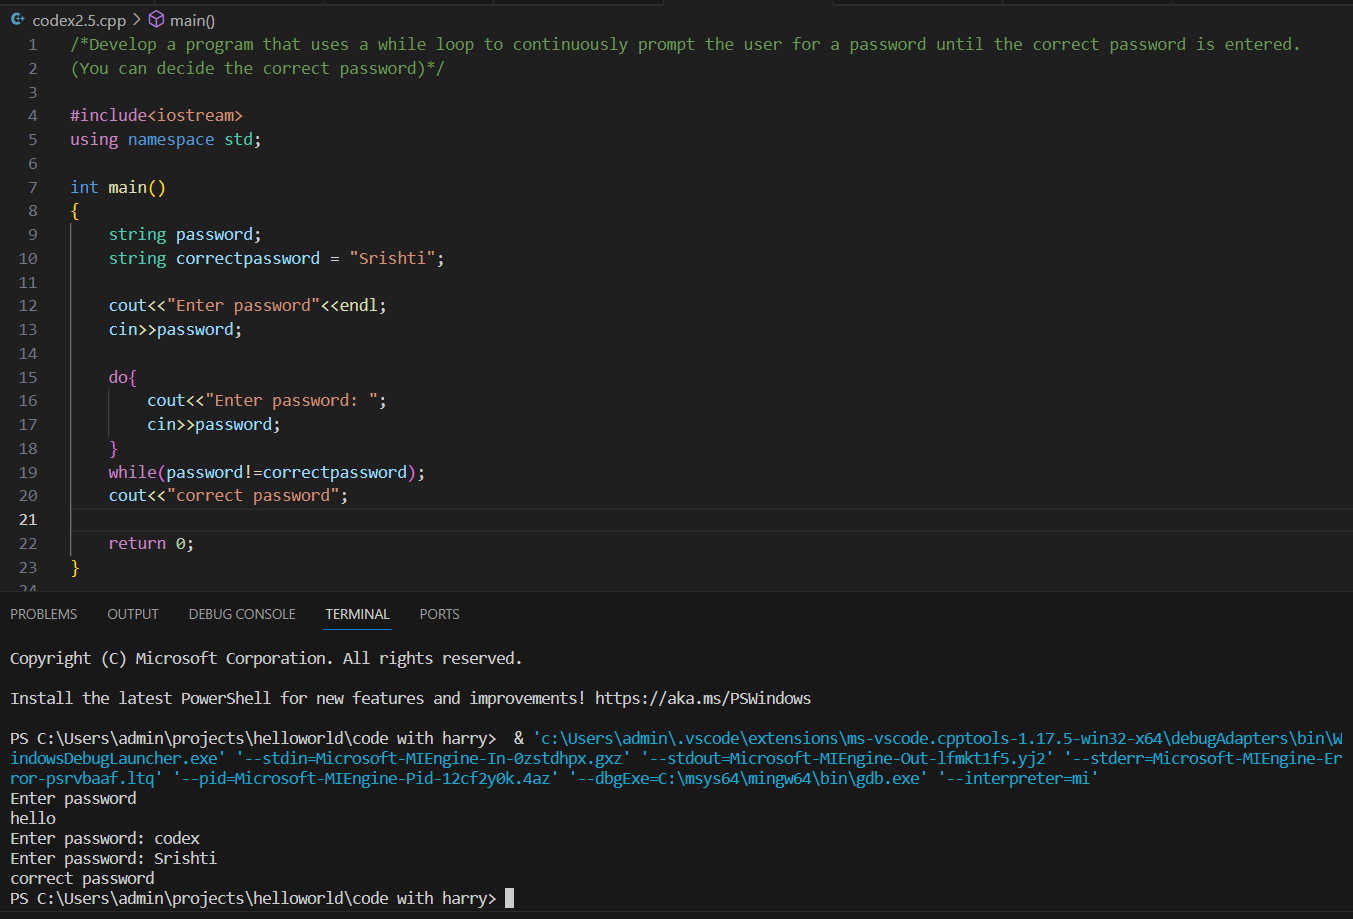 codex2.5.cpp > main()
1 /*Develop a program that uses a while loop to continuously prompt the user for a password until the correct password is entered.
2 (You can decide the correct password)*/
3
4 #include<iostream>
5 using namespace std;
6
7 int main()
8 {
9 string password;
10 string correctpassword = "Srishti";
11
12 cout<<"Enter password"<<endl;
13 cin>>password;
14
15 do{
16 cout<<"Enter password: ";
17 cin>>password;
18 }
19 while(password!=correctpassword);
20 cout<<"correct password";
21
22 return 0;
23 }
24
PROBLEMS OUTPUT DEBUG CONSOLE TERMINAL PORTS
Copyright (C) Microsoft Corporation. All rights reserved.
Install the latest PowerShell for new features and improvements! https://aka.ms/PSWindows
PS C:\Users\admin\projects\helloworld\code with harry> & 'c:\Users\admin\.vscode\extensions\ms-vscode.cpptools-1.17.5-win32-x64\debugAdapters\bin\W
indowsDebugLauncher.exe' '--stdin=Microsoft-MIEngine-In-0zstdhpx.gxz' '--stdout=Microsoft-MIEngine-Out-lfmkt1f5.yj2' '--stderr=Microsoft-MIEngine-Er
ror-psrvbaaf.ltq' '--pid=Microsoft-MIEngine-Pid-12cf2y0k.4az' '--dbgExe=C:\msys64\mingw64\bin\gdb.exe' '--interpreter=mi'
Enter password
hello
Enter password: codex
Enter password: Srishti
correct password
PS C:\Users\admin\projects\helloworld\code with harry>